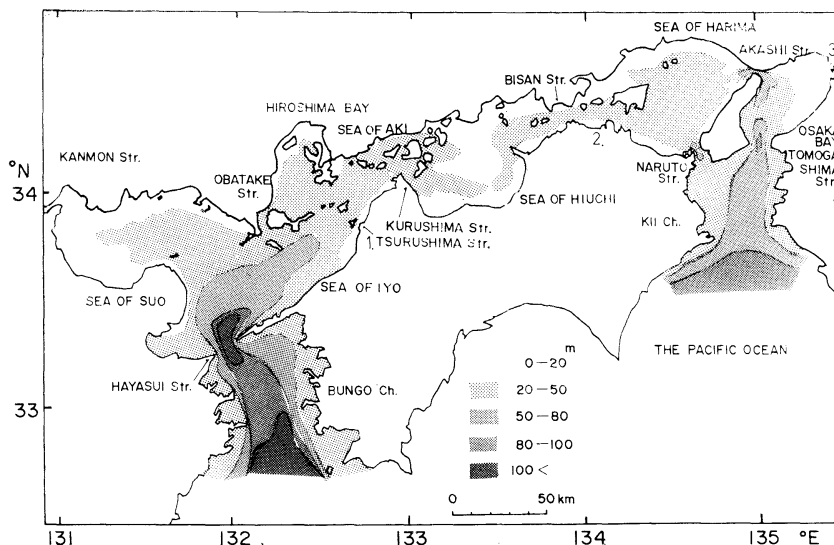 SEA OF HARIMA
AKASHI Str.
3
BISAN Str.
HIROSHIMA BAY
SEA OF AKI
OSAKA
BAY
TOMOGA
SHIMA
Str.
2.
NARUTO
Str.
°N
KANMON Str.
OBATAKE
Str.
34
SEA OF HIUCHI
KURUSHIMA Str.
KII Ch.
1.
TSURUSHIMA Str.
SEA OF SUO
SEA OF IYO
THE PACIFIC OCEAN
HAYASUI Str.
BUNGO Ch.
m
0–20
20–50
50–80
80–100
100<
33
0 50 km
131 132 133 134 135 °E